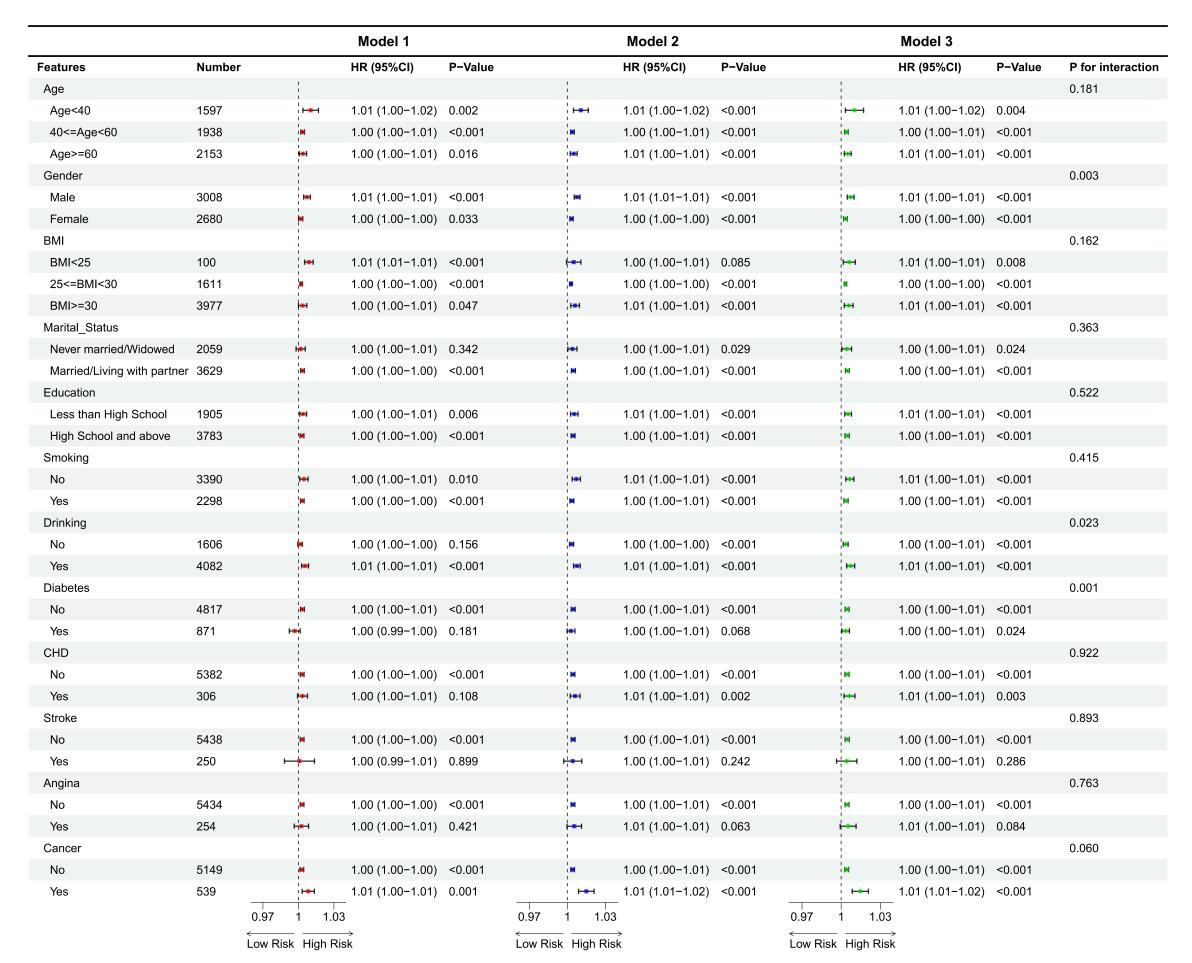 Model 1 Model 2 Model 3
Features Number HR (95%CI) P−Value HR (95%CI) P−Value HR (95%CI) P−Value P for interaction
Age 0.181
Age<40 1597 1.01 (1.00−1.02) 0.002 1.01 (1.00−1.02) <0.001 1.01 (1.00−1.02) 0.004
40<=Age<60 1938 1.00 (1.00−1.01) <0.001 1.00 (1.00−1.01) <0.001 1.00 (1.00−1.01) <0.001
Age>=60 2153 1.00 (1.00−1.01) 0.016 1.01 (1.00−1.01) <0.001 1.01 (1.00−1.01) <0.001
Gender 0.003
Male 3008 1.01 (1.00−1.01) <0.001 1.01 (1.01−1.01) <0.001 1.01 (1.00−1.01) <0.001
Female 2680 1.00 (1.00−1.00) 0.033 1.00 (1.00−1.00) <0.001 1.00 (1.00−1.00) <0.001
BMI 0.162
BMI<25 100 1.01 (1.01−1.01) <0.001 1.00 (1.00−1.01) 0.085 1.01 (1.00−1.01) 0.008
25<=BMI<30 1611 1.00 (1.00−1.00) <0.001 1.00 (1.00−1.00) <0.001 1.00 (1.00−1.00) <0.001
BMI>=30 3977 1.00 (1.00−1.01) 0.047 1.01 (1.00−1.01) <0.001 1.01 (1.00−1.01) <0.001
Marital_Status 0.363
Never married/Widowed 2059 1.00 (1.00−1.01) 0.342 1.00 (1.00−1.01) 0.029 1.00 (1.00−1.01) 0.024
Married/Living with partner 3629 1.00 (1.00−1.00) <0.001 1.00 (1.00−1.01) <0.001 1.00 (1.00−1.01) <0.001
Education 0.522
Less than High School 1905 1.00 (1.00−1.01) 0.006 1.01 (1.00−1.01) <0.001 1.01 (1.00−1.01) <0.001
High School and above 3783 1.00 (1.00−1.00) <0.001 1.00 (1.00−1.01) <0.001 1.00 (1.00−1.01) <0.001
Smoking 0.415
No 3390 1.00 (1.00−1.01) 0.010 1.01 (1.00−1.01) <0.001 1.01 (1.00−1.01) <0.001
Yes 2298 1.00 (1.00−1.00) <0.001 1.00 (1.00−1.01) <0.001 1.00 (1.00−1.01) <0.001
Drinking 0.023
No 1606 1.00 (1.00−1.00) 0.156 1.00 (1.00−1.00) <0.001 1.00 (1.00−1.01) <0.001
Yes 4082 1.01 (1.00−1.01) <0.001 1.01 (1.00−1.01) <0.001 1.01 (1.00−1.01) <0.001
Diabetes 0.001
No 4817 1.00 (1.00−1.01) <0.001 1.00 (1.00−1.01) <0.001 1.00 (1.00−1.01) <0.001
Yes 871 1.00 (0.99−1.00) 0.181 1.00 (1.00−1.01) 0.068 1.00 (1.00−1.01) 0.024
CHD 0.922
No 5382 1.00 (1.00−1.01) <0.001 1.00 (1.00−1.01) <0.001 1.00 (1.00−1.01) <0.001
Yes 306 1.00 (1.00−1.01) 0.108 1.01 (1.00−1.01) 0.002 1.01 (1.00−1.01) 0.003
Stroke 0.893
No 5438 1.00 (1.00−1.00) <0.001 1.00 (1.00−1.01) <0.001 1.00 (1.00−1.01) <0.001
Yes 250 1.00 (0.99−1.01) 0.899 1.00 (1.00−1.01) 0.242 1.00 (1.00−1.01) 0.286
Angina 0.763
No 5434 1.00 (1.00−1.00) <0.001 1.00 (1.00−1.01) <0.001 1.00 (1.00−1.01) <0.001
Yes 254 1.00 (1.00−1.01) 0.421 1.01 (1.00−1.01) 0.063 1.01 (1.00−1.01) 0.084
Cancer 0.060
No 5149 1.00 (1.00−1.00) <0.001 1.00 (1.00−1.01) <0.001 1.00 (1.00−1.01) <0.001
Yes 539 1.01 (1.00−1.01) 0.001 1.01 (1.01−1.02) <0.001 1.01 (1.01−1.02) <0.001
0.97 1 1.03 0.97 1 1.03 0.97 1 1.03
Low Risk High Risk Low Risk High Risk Low Risk High Risk